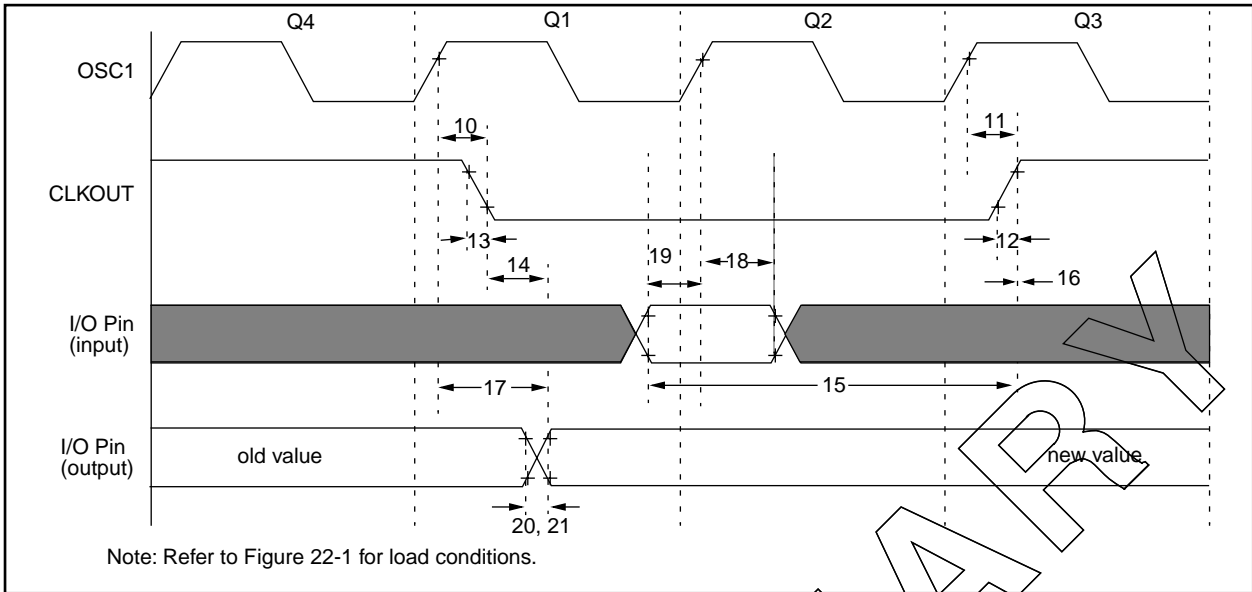 Q4 Q1 Q2 Q3
OSC1
10 11
CLKOUT
13 12
14 19 18 16
I/O Pin
(input)
17 15
I/O Pin
(output)
old value new value
20, 21
Note: Refer to Figure 22-1 for load conditions.
A R Y